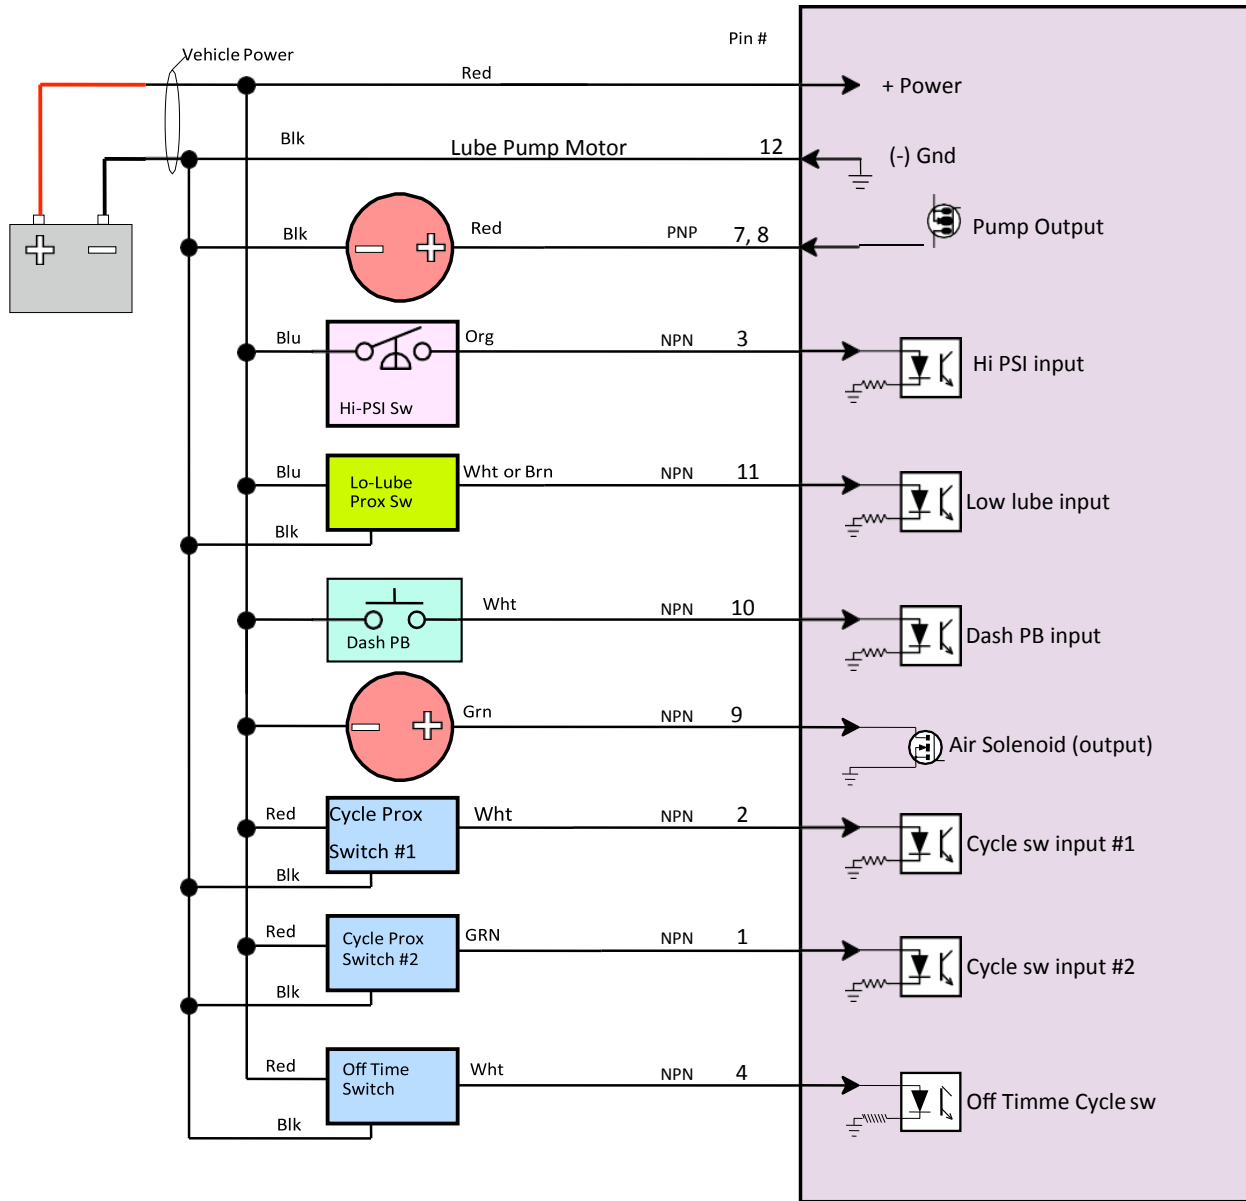 Pin #
Vehicle Power
Red
+ Power
Blk
Lube Pump Motor
12
(-) Gnd
Blk
Red
PNP
7, 8
Pump Output
Blu
Org
NPN
3
Hi PSI input
Hi-PSI Sw
Blu
Lo-Lube
Prox Sw
Wht or Brn
NPN
11
Low lube input
Blk
Wht
NPN
10
Dash PB input
Dash PB
Grn
NPN
9
Air Solenoid (output)
Red
Cycle Prox
Switch #1
Wht
NPN
2
Cycle sw input #1
Blk
Red
Cycle Prox
Switch #2
GRN
NPN
1
Cycle sw input #2
Blk
Red
Off Time
Switch
Wht
NPN
4
Off Timme Cycle sw
Blk